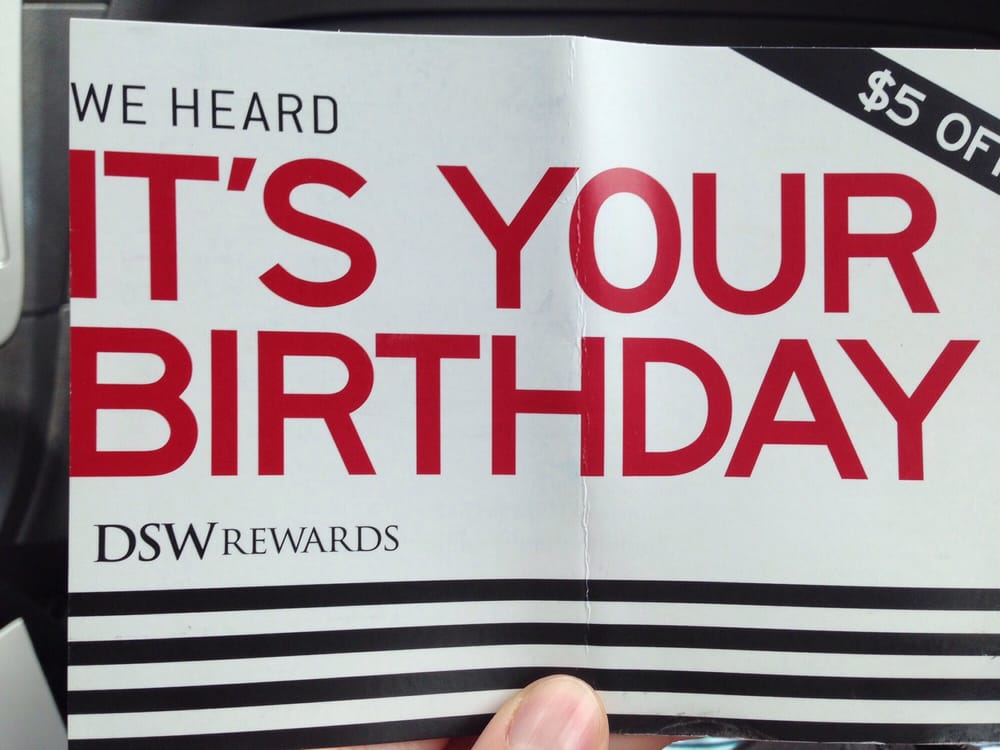 WE HEARD
$5 OFF
IT'S YOUR
BIRTHDAY
DSW REWARDS